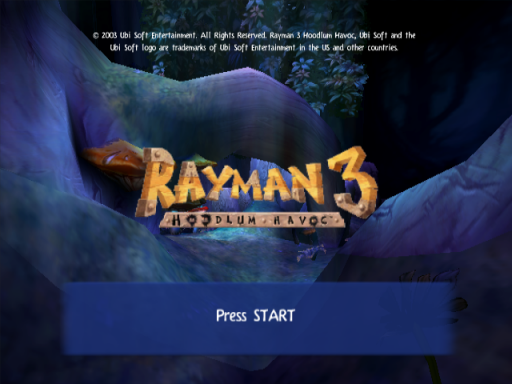 © 2003 Ubi Soft Entertainment. All Rights Reserved. Rayman 3 Hoodlum Havoc, Ubi Soft and the
Ubi Soft logo are trademarks of Ubi Soft Entertainment in the US and other countries.
RAYMAN 3
HOODLUM HAVOC
Press START